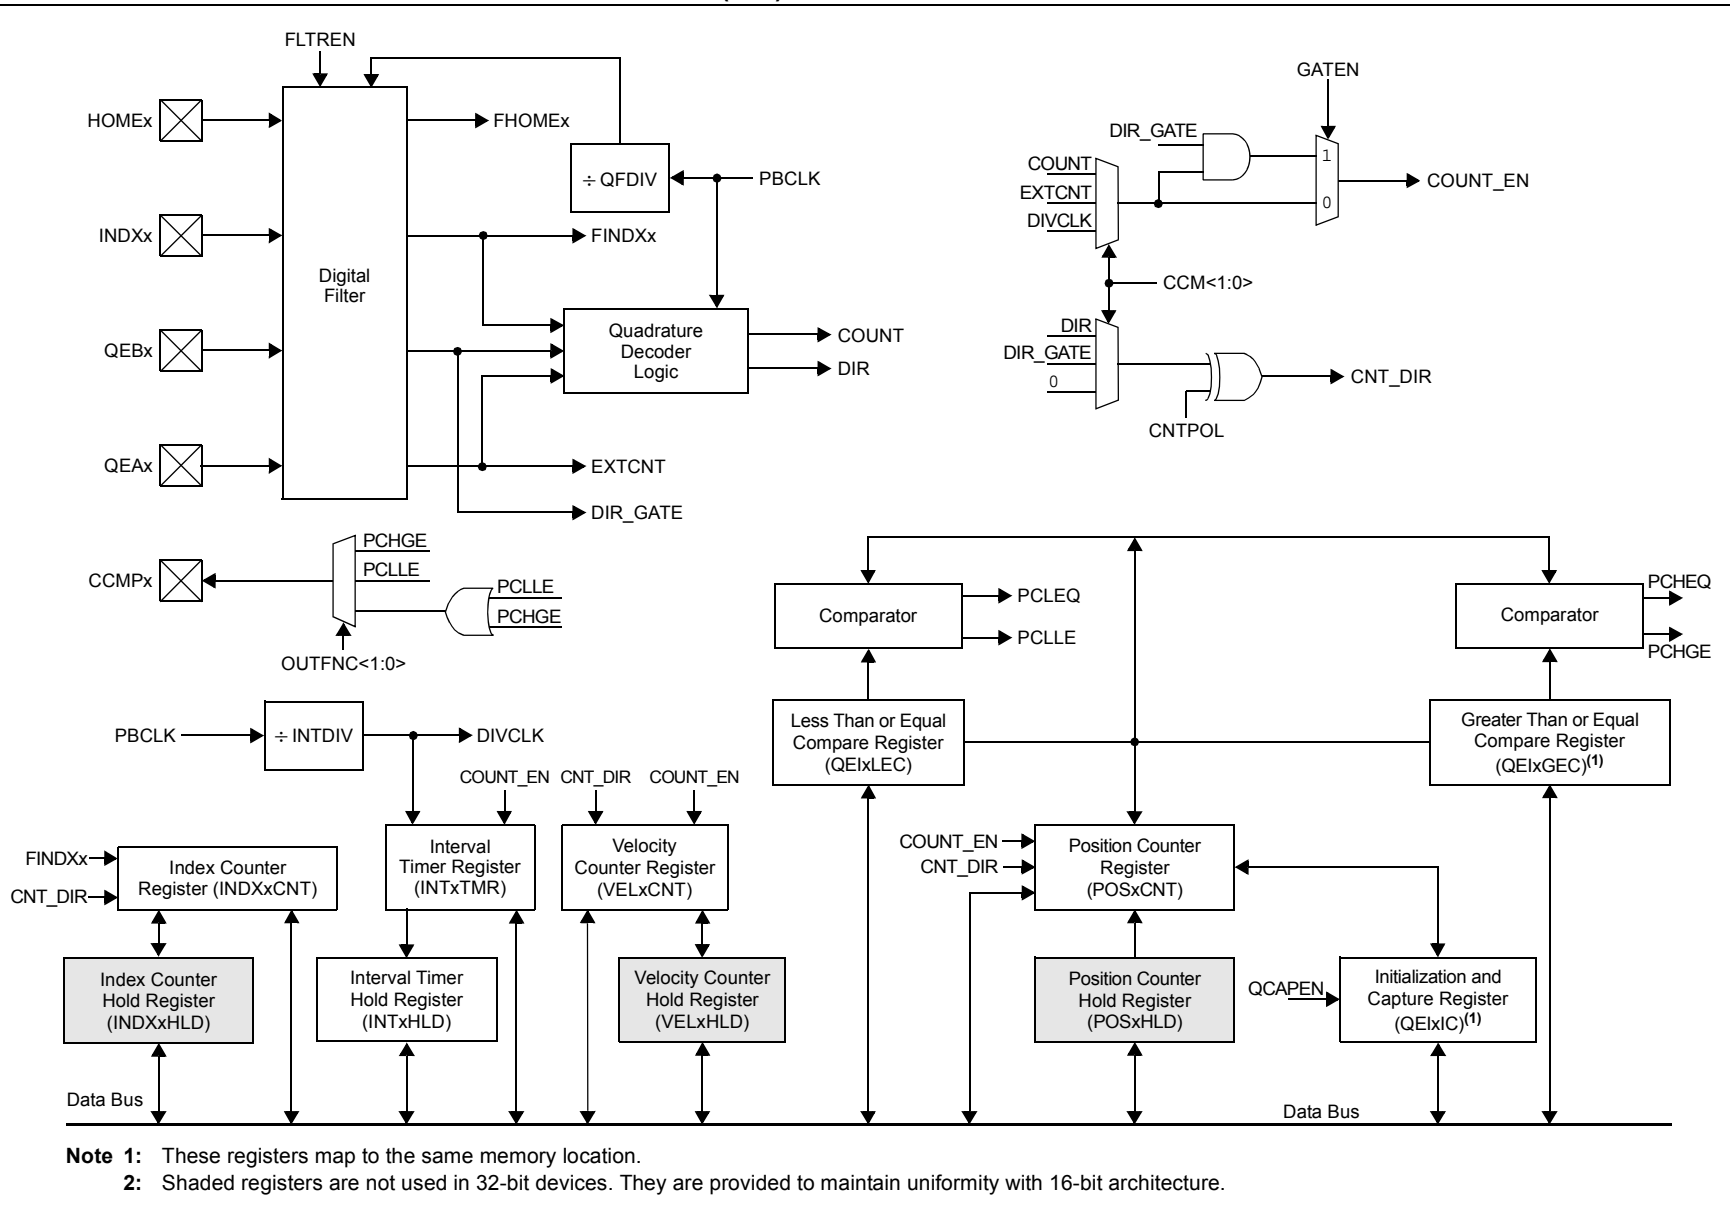 FLTREN
HOMEx
FHOMEx
÷ QFDIV
PBCLK
INDXx
FINDXx
Digital
Filter
QEBx
Quadrature
Decoder
Logic
COUNT
DIR
QEAx
EXTCNT
DIR_GATE
GATEN
DIR_GATE
COUNT
EXTCNT
DIVCLK
1
0
COUNT_EN
CCM<1:0>
DIR
DIR_GATE
0
CNT_DIR
CNTPOL
CCMPx
PCHGE
PCLLE
PCLLE
PCHGE
OUTFNC<1:0>
Comparator
PCLEQ
PCLLE
Comparator
PCHEQ
PCHGE
Less Than or Equal
Compare Register
(QEIxLEC)
Greater Than or Equal
Compare Register
(QEIxGEC)(1)
PBCLK
÷ INTDIV
DIVCLK
COUNT_EN CNT_DIR COUNT_EN
FINDXx
CNT_DIR
Index Counter
Register (INDXxCNT)
Interval
Timer Register
(INTxTMR)
Velocity
Counter Register
(VELxCNT)
COUNT_EN
CNT_DIR
Position Counter
Register
(POSxCNT)
Index Counter
Hold Register
(INDXxHLD)
Interval Timer
Hold Register
(INTxHLD)
Velocity Counter
Hold Register
(VELxHLD)
Position Counter
Hold Register
(POSxHLD)
QCAPEN
Initialization and
Capture Register
(QEIxIC)(1)
Data Bus
Data Bus
Note 1: These registers map to the same memory location.
2: Shaded registers are not used in 32-bit devices. They are provided to maintain uniformity with 16-bit architecture.